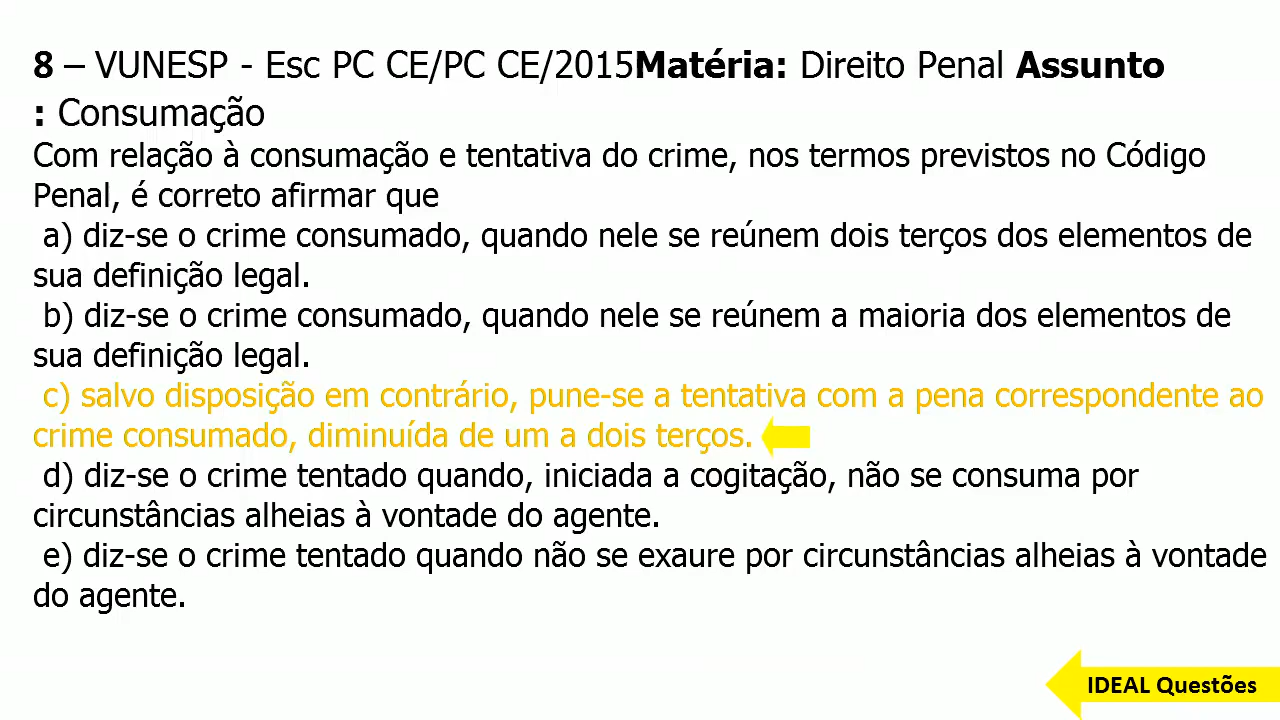 8 – VUNESP - Esc PC CE/PC CE/2015Matéria: Direito Penal Assunto
: Consumação
Com relação à consumação e tentativa do crime, nos termos previstos no Código
Penal, é correto afirmar que
a) diz-se o crime consumado, quando nele se reúnem dois terços dos elementos de
sua definição legal.
b) diz-se o crime consumado, quando nele se reúnem a maioria dos elementos de
sua definição legal.
c) salvo disposição em contrário, pune-se a tentativa com a pena correspondente ao
crime consumado, diminuída de um a dois terços.
d) diz-se o crime tentado quando, iniciada a cogitação, não se consuma por
circunstâncias alheias à vontade do agente.
e) diz-se o crime tentado quando não se exaure por circunstâncias alheias à vontade
do agente.
IDEAL Questões